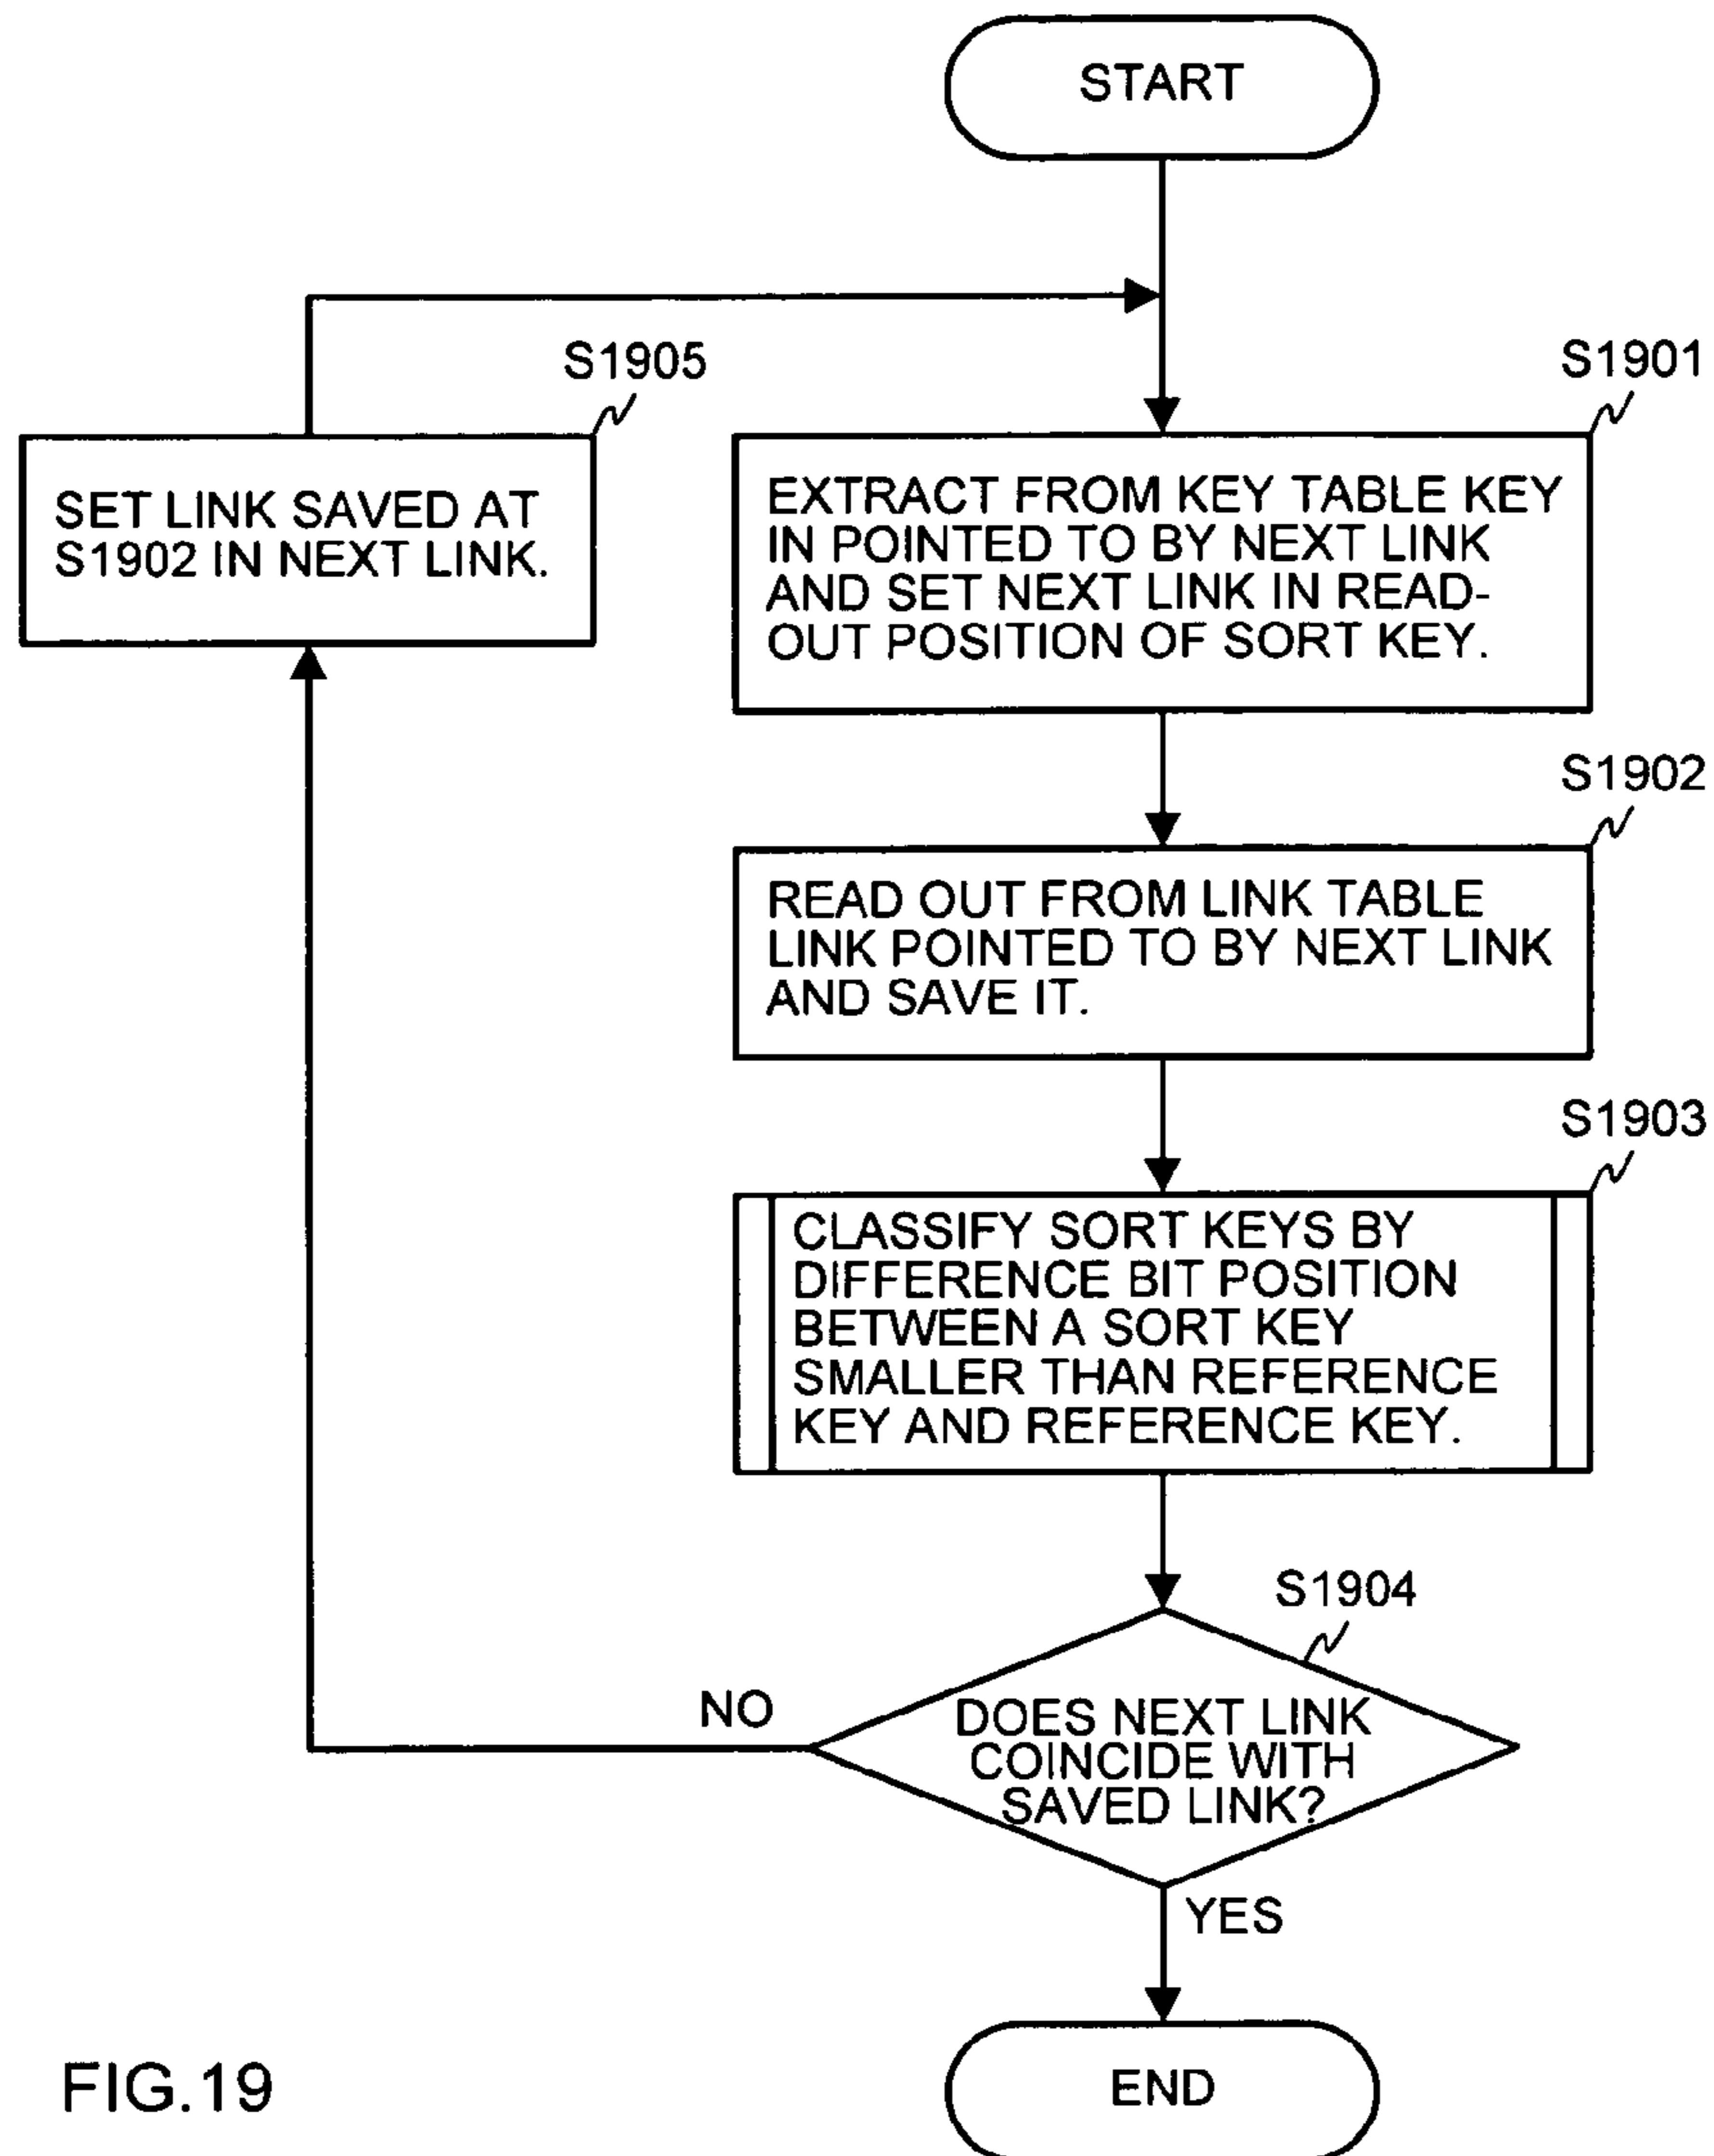 START
S1905
SET LINK SAVED AT
S1902 IN NEXT LINK.
S1901
EXTRACT FROM KEY TABLE KEY
IN POINTED TO BY NEXT LINK
AND SET NEXT LINK IN READ-
OUT POSITION OF SORT KEY.
S1902
READ OUT FROM LINK TABLE
LINK POINTED TO BY NEXT LINK
AND SAVE IT.
S1903
CLASSIFY SORT KEYS BY
DIFFERENCE BIT POSITION
BETWEEN A SORT KEY
SMALLER THAN REFERENCE
KEY AND REFERENCE KEY.
S1904
NO
DOES NEXT LINK
COINCIDE WITH
SAVED LINK?
YES
END
FIG.19